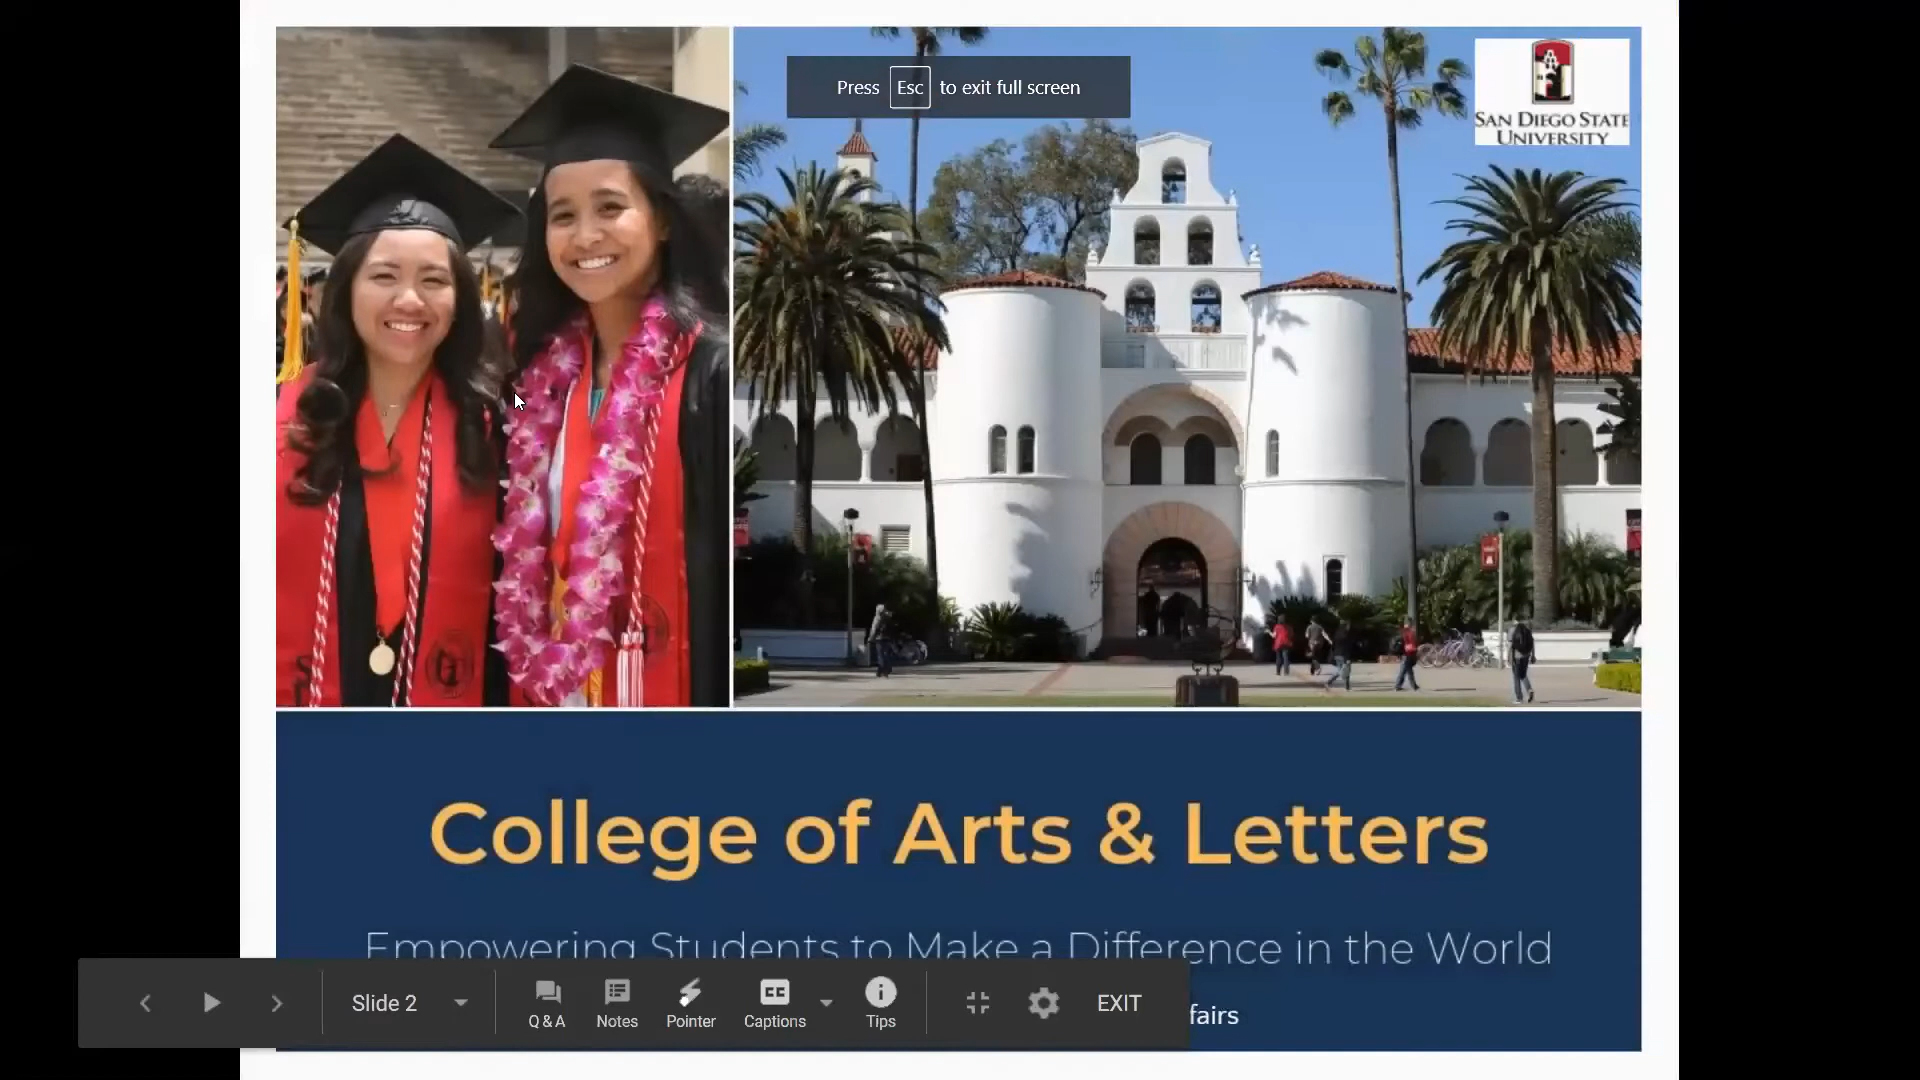 Press Esc to exit full screen
SAN DIEGO STATE
UNIVERSITY
College of Arts & Letters
Empowering Students to Make a Difference in the World
fairs
Slide 2
Q&A
Notes
Pointer
Captions
Tips
EXIT